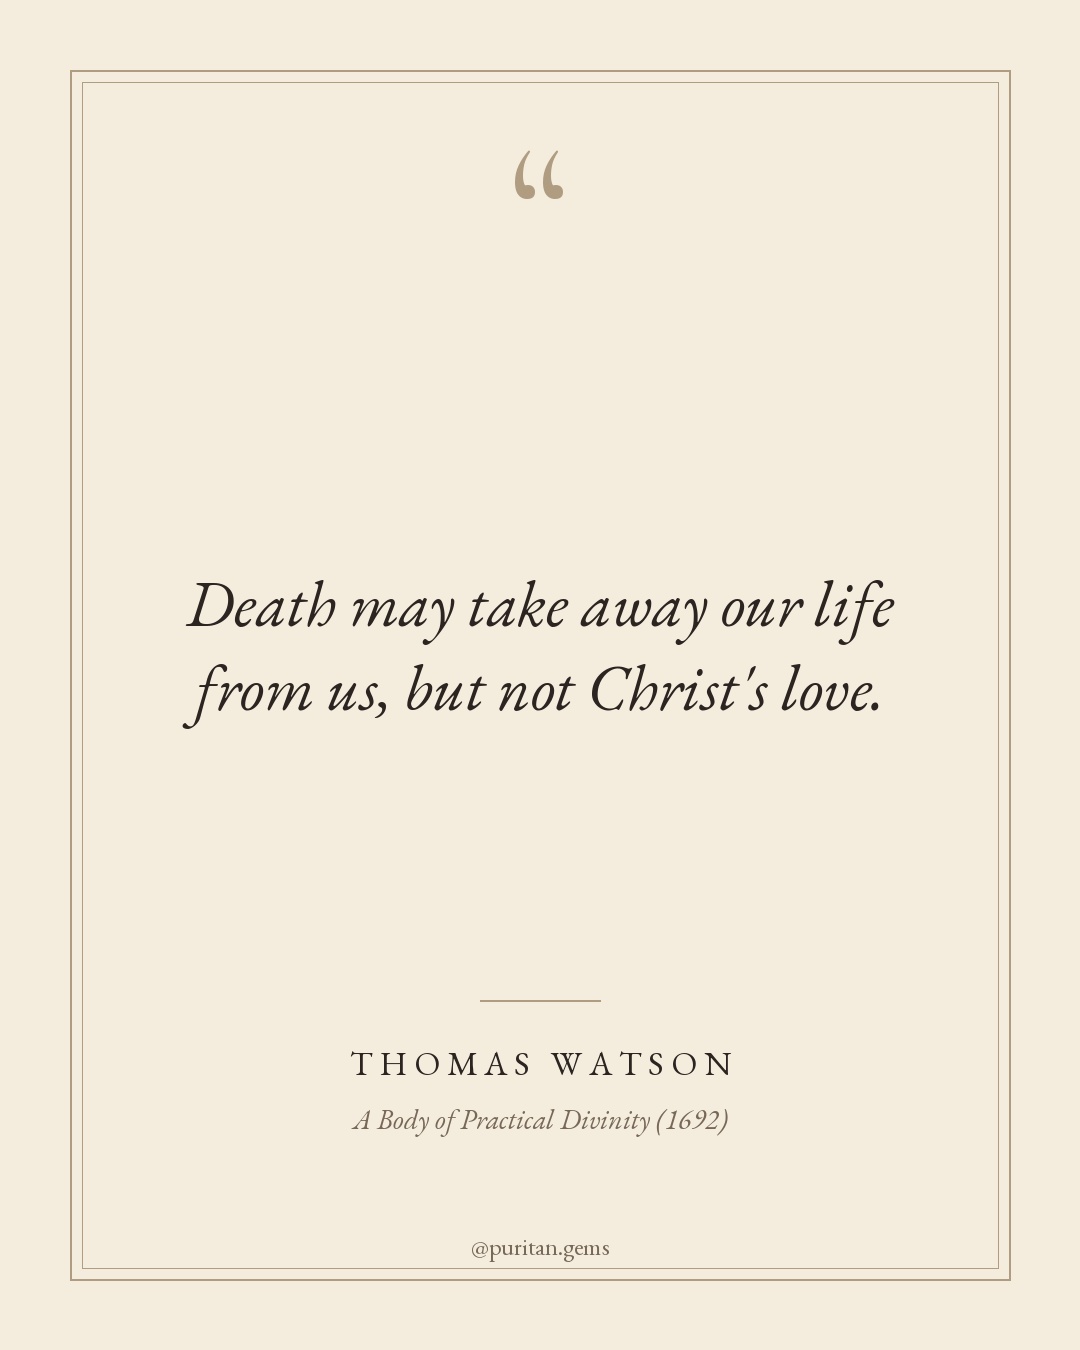 “
Death may take away our life
from us, but not Christ's love.
THOMAS WATSON
A Body of Practical Divinity (1692)
@puritan.gems